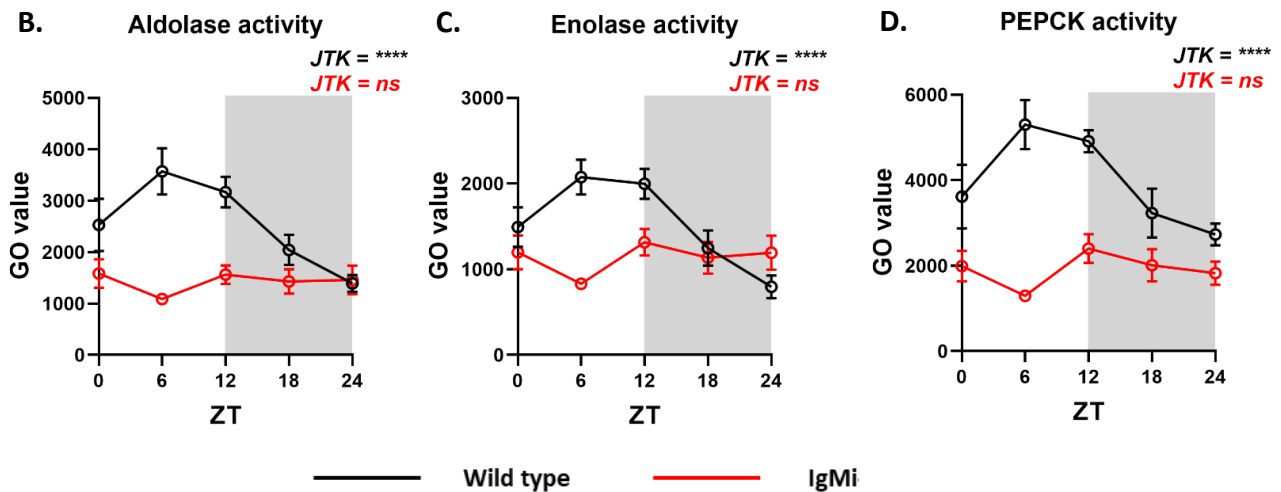 B. Aldolase activity
JTK = ****
JTK = ns
5000
4000
3000
2000
1000
0
GO value
0 6 12 18 24
ZT
C. Enolase activity
JTK = ****
JTK = ns
3000
2000
1000
0
GO value
0 6 12 18 24
ZT
D. PEPCK activity
JTK = ****
JTK = ns
6000
4000
2000
0
GO value
0 6 12 18 24
ZT
Wild type IgMi